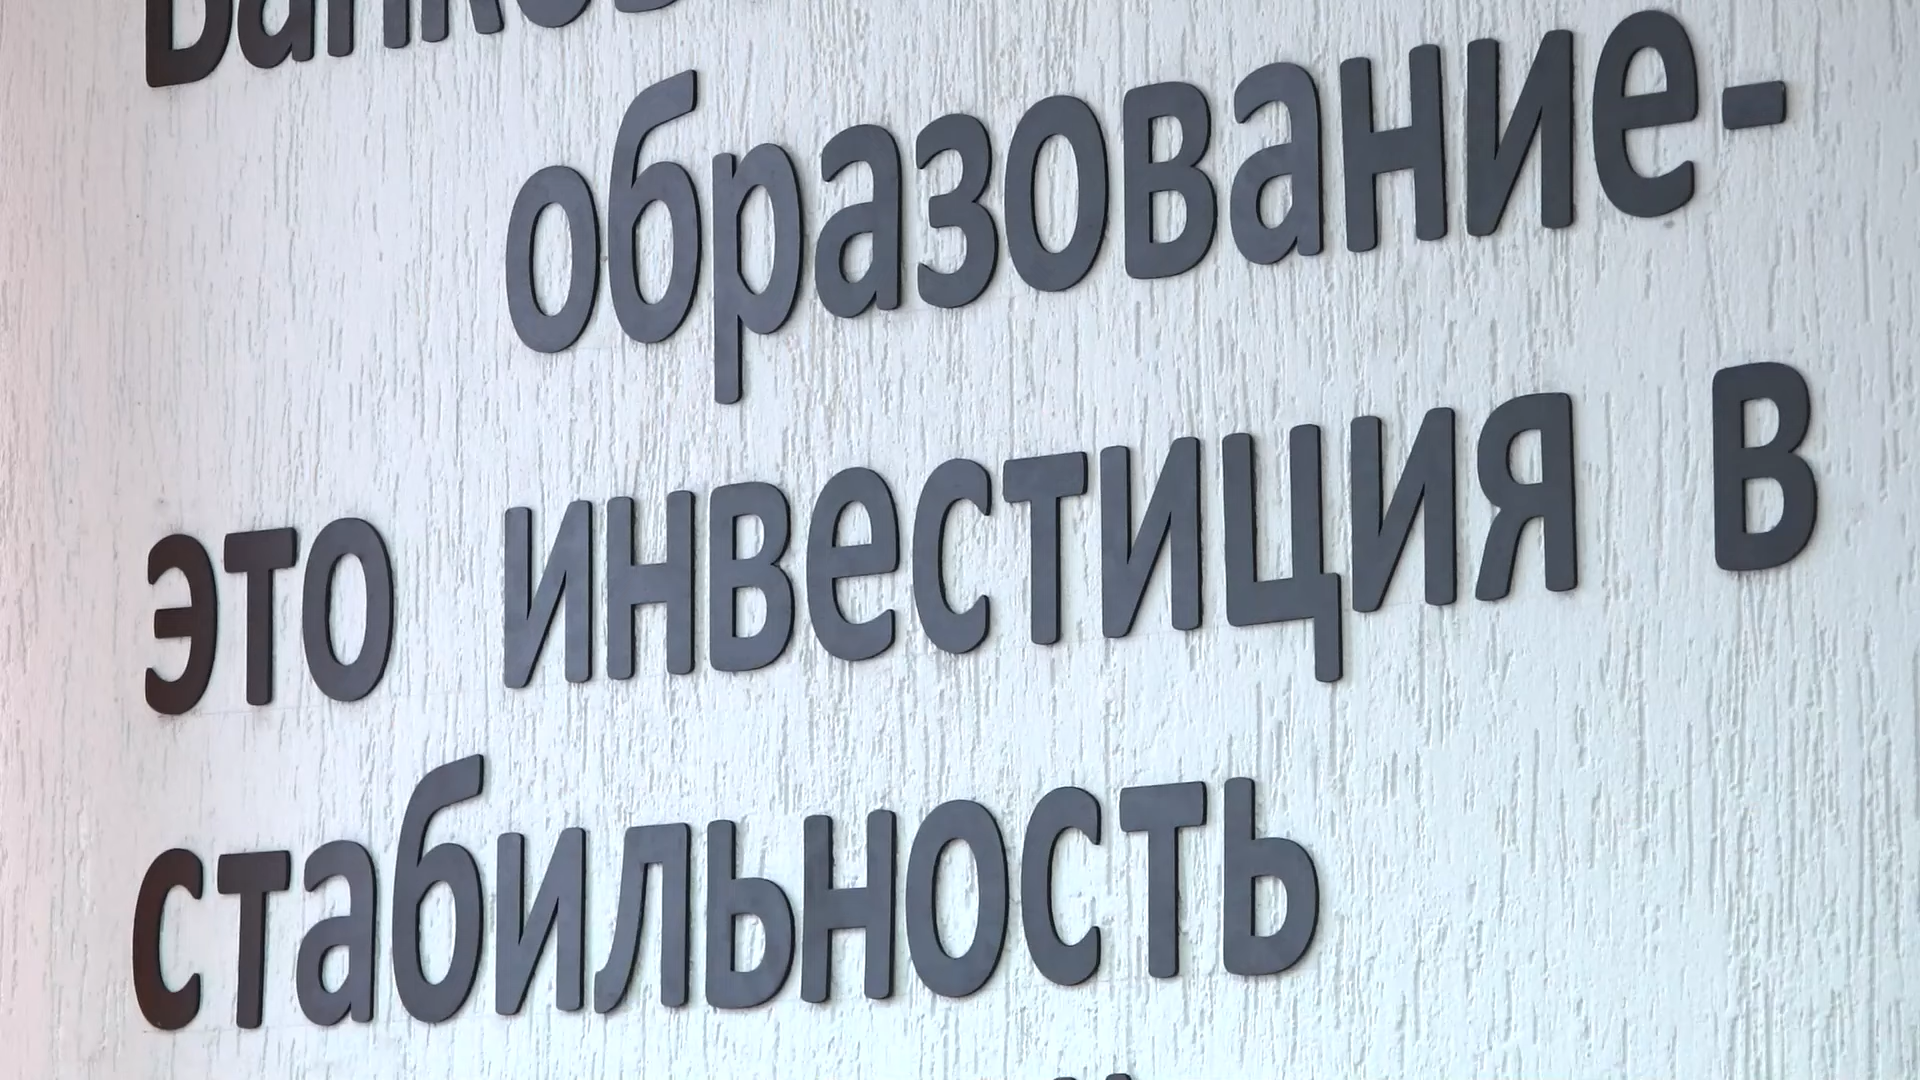 образование-
это инвестиция в
стабильность